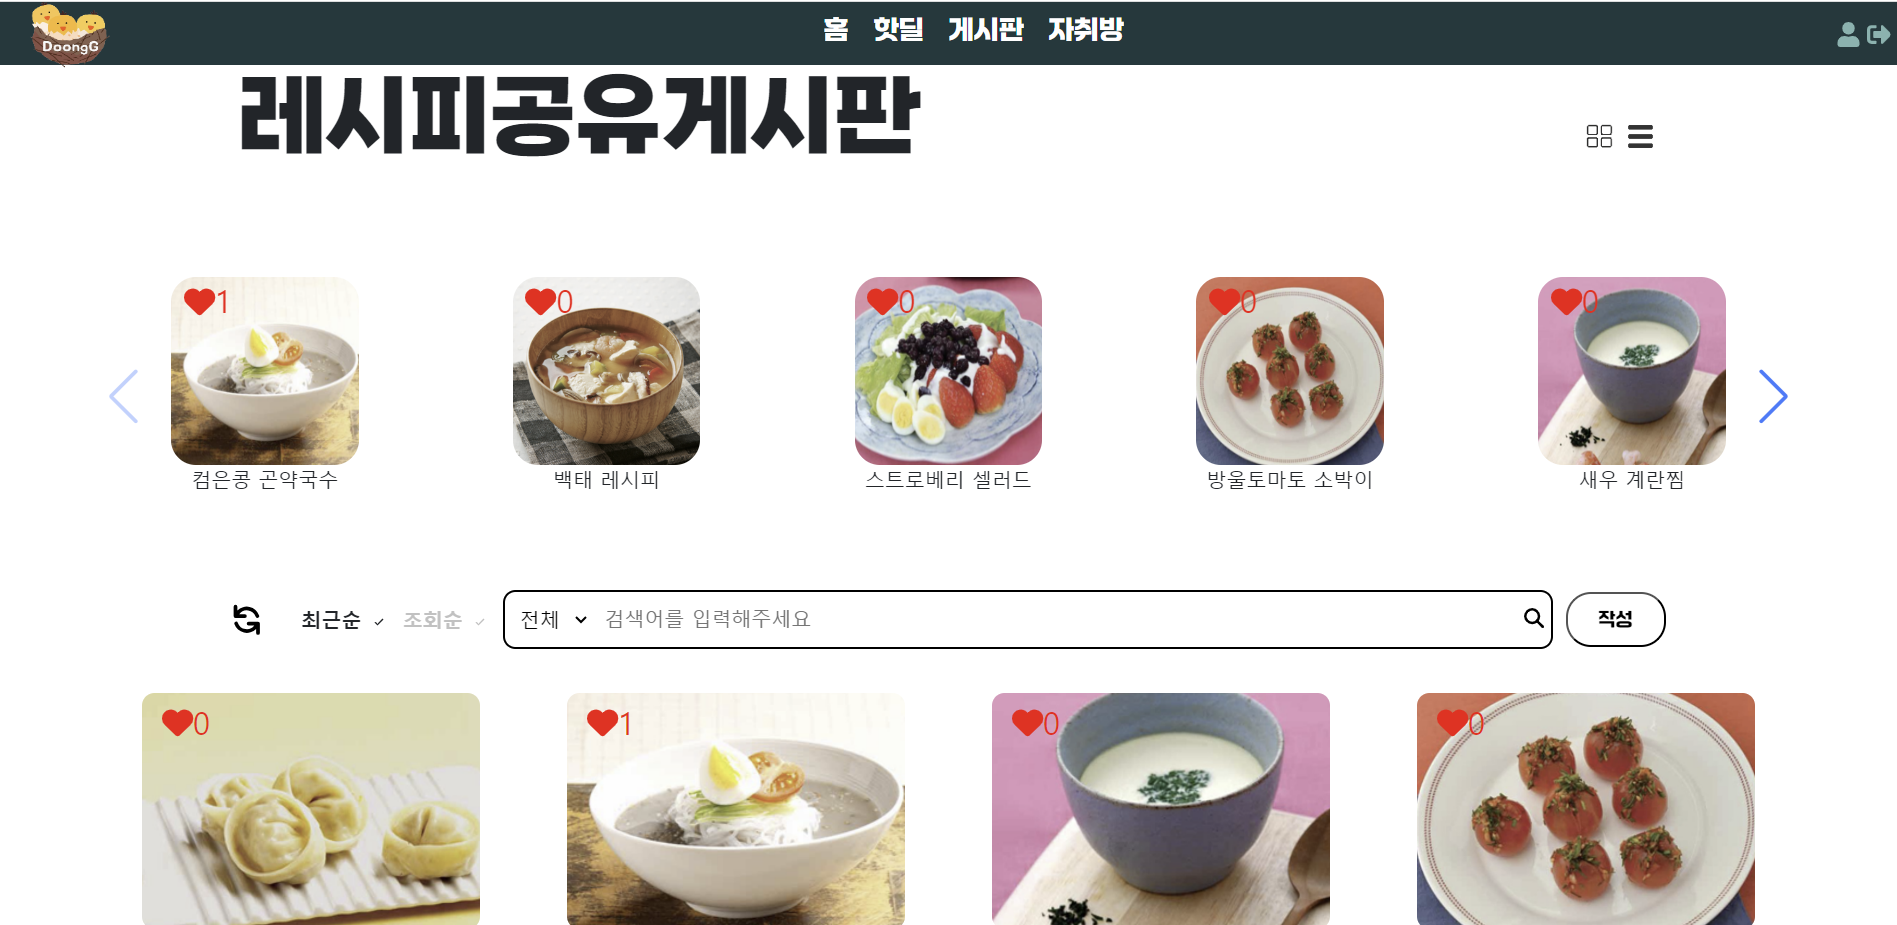 DoongG
홈 핫딜 게시판 자취방
레시피공유게시판
1
0
0
0
0
컴은콩 곤약국수
백태 레시피
스트로베리 셀러드
방울토마토 소박이
새우 계란찜
최근순 조회순 전체 검색어를 입력해주세요 작성
0
1
0
0